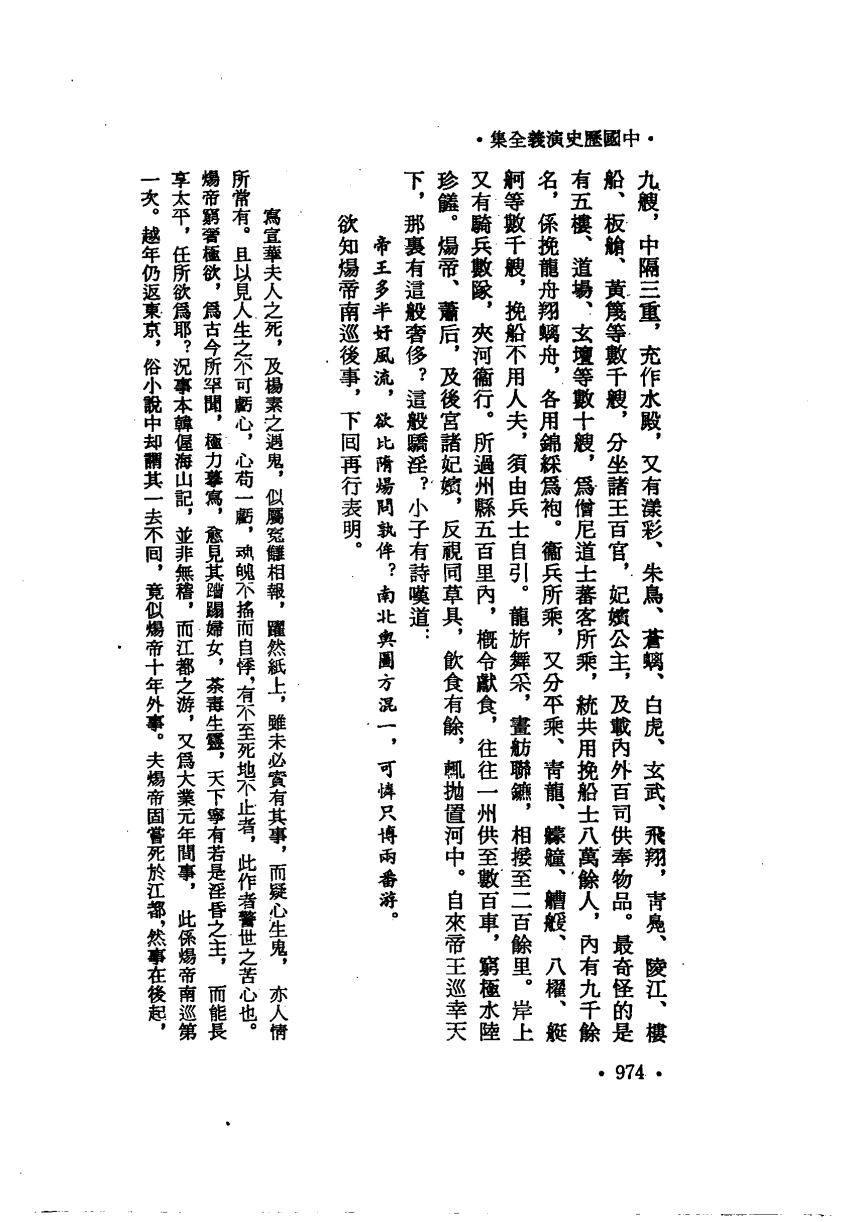 •中國歷史演義全集•
九艘，中隔三重，充作水殿，又有漾彩、朱鳥、蒼螭、白虎、玄武、飛翔，青鳧、陵江、樓
船、板艙、黃篾等數千艘，分坐諸王百官，妃嬪公主，及載內外百司供奉物品。最奇怪的是
有五樓、道場、玄壇等數十艘，爲僧尼道士蕃客所乘，統共用挽船士八萬餘人，內有九千餘
名，係挽龍舟翔螭舟，各用錦綵爲袍。衞兵所乘，又分平乘、青龍、艨艟、艚䑰、八櫂、艇
舸等數千艘，挽船不用人夫，須由兵士自引。龍旂舞采，畫舫聯鑣，相接至二百餘里。岸上
又有騎兵數隊，夾河衞行。所過州縣五百里內，概令獻食，往往一州供至數百車，窮極水陸
珍饈。煬帝、蕭后，及後宮諸妃嬪，反視同草具，飲食有餘，輒拋置河中。自來帝王巡幸天
下，那裏有這般奢侈？這般驕淫？小子有詩嘆道：
帝王多半好風流，欲比隋煬問孰侔？南北輿圖方混一，可憐只博兩番游。
欲知煬帝南巡後事，下囘再行表明。
寫宣華夫人之死，及楊素之遇鬼，似屬冤讎相報，躍然紙上，雖未必實有其事，而疑心生鬼，亦人情
所常有。且以見人生之不可虧心，心苟一虧，魂魄不搖而自悸，有不至死地不止者，此作者警世之苦心也。
煬帝窮奢極欲，爲古今所罕聞，極力摹寫，愈見其蹧蹋婦女，荼毒生靈，天下寧有若是淫昏之主，而能長
享太平，任所欲爲耶？況事本韓偓海山記，並非無稽，而江都之游，又爲大業元年間事，此係煬帝南巡第
一次。越年仍返東京，俗小說中却謂其一去不囘，竟似煬帝十年外事。夫煬帝固嘗死於江都，然事在後起，
•974•